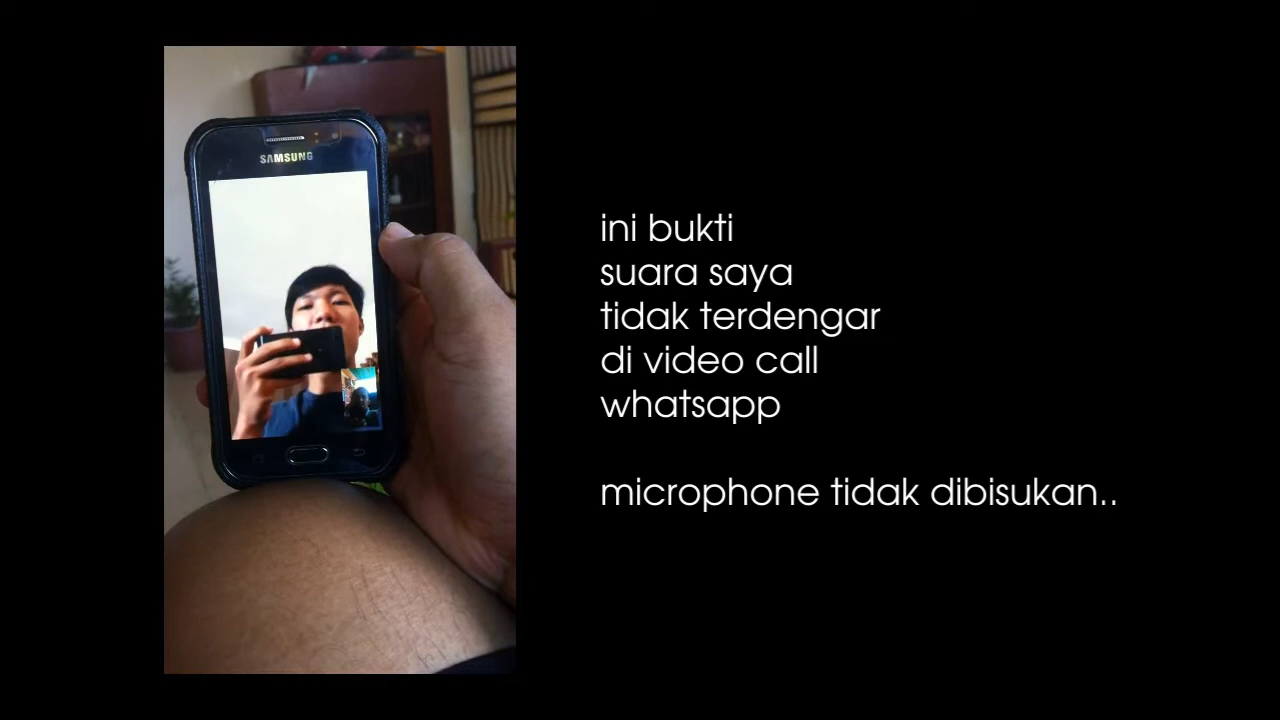 SAMSUNG
ini bukti
suara saya
tidak terdengar
di video call
whatsapp
microphone tidak dibisukan..